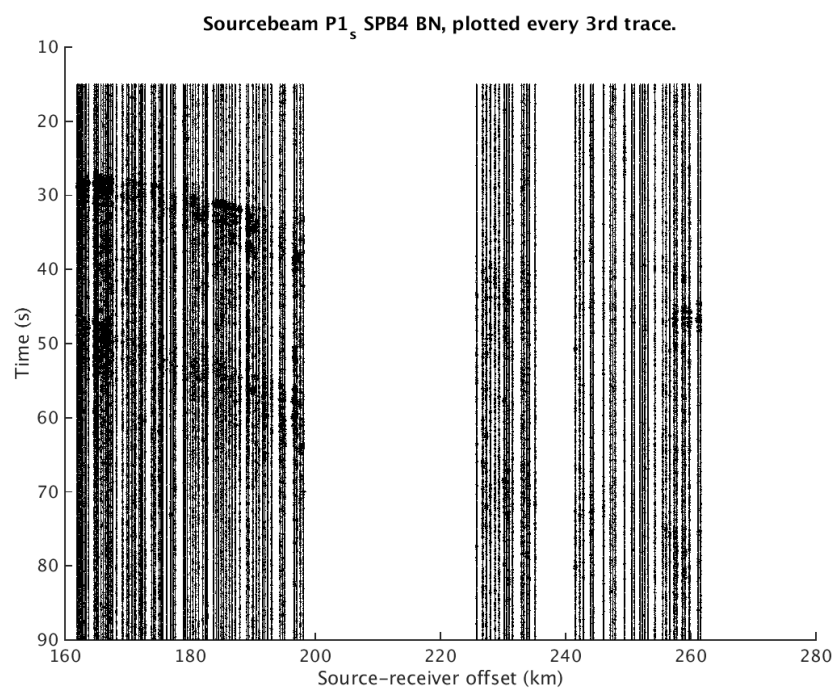 Sourcebeam P1s SPB4 BN, plotted every 3rd trace.
10
20
30
40
50
60
70
80
90
Time (s)
160 180 200 220 240 260 280
Source-receiver offset (km)